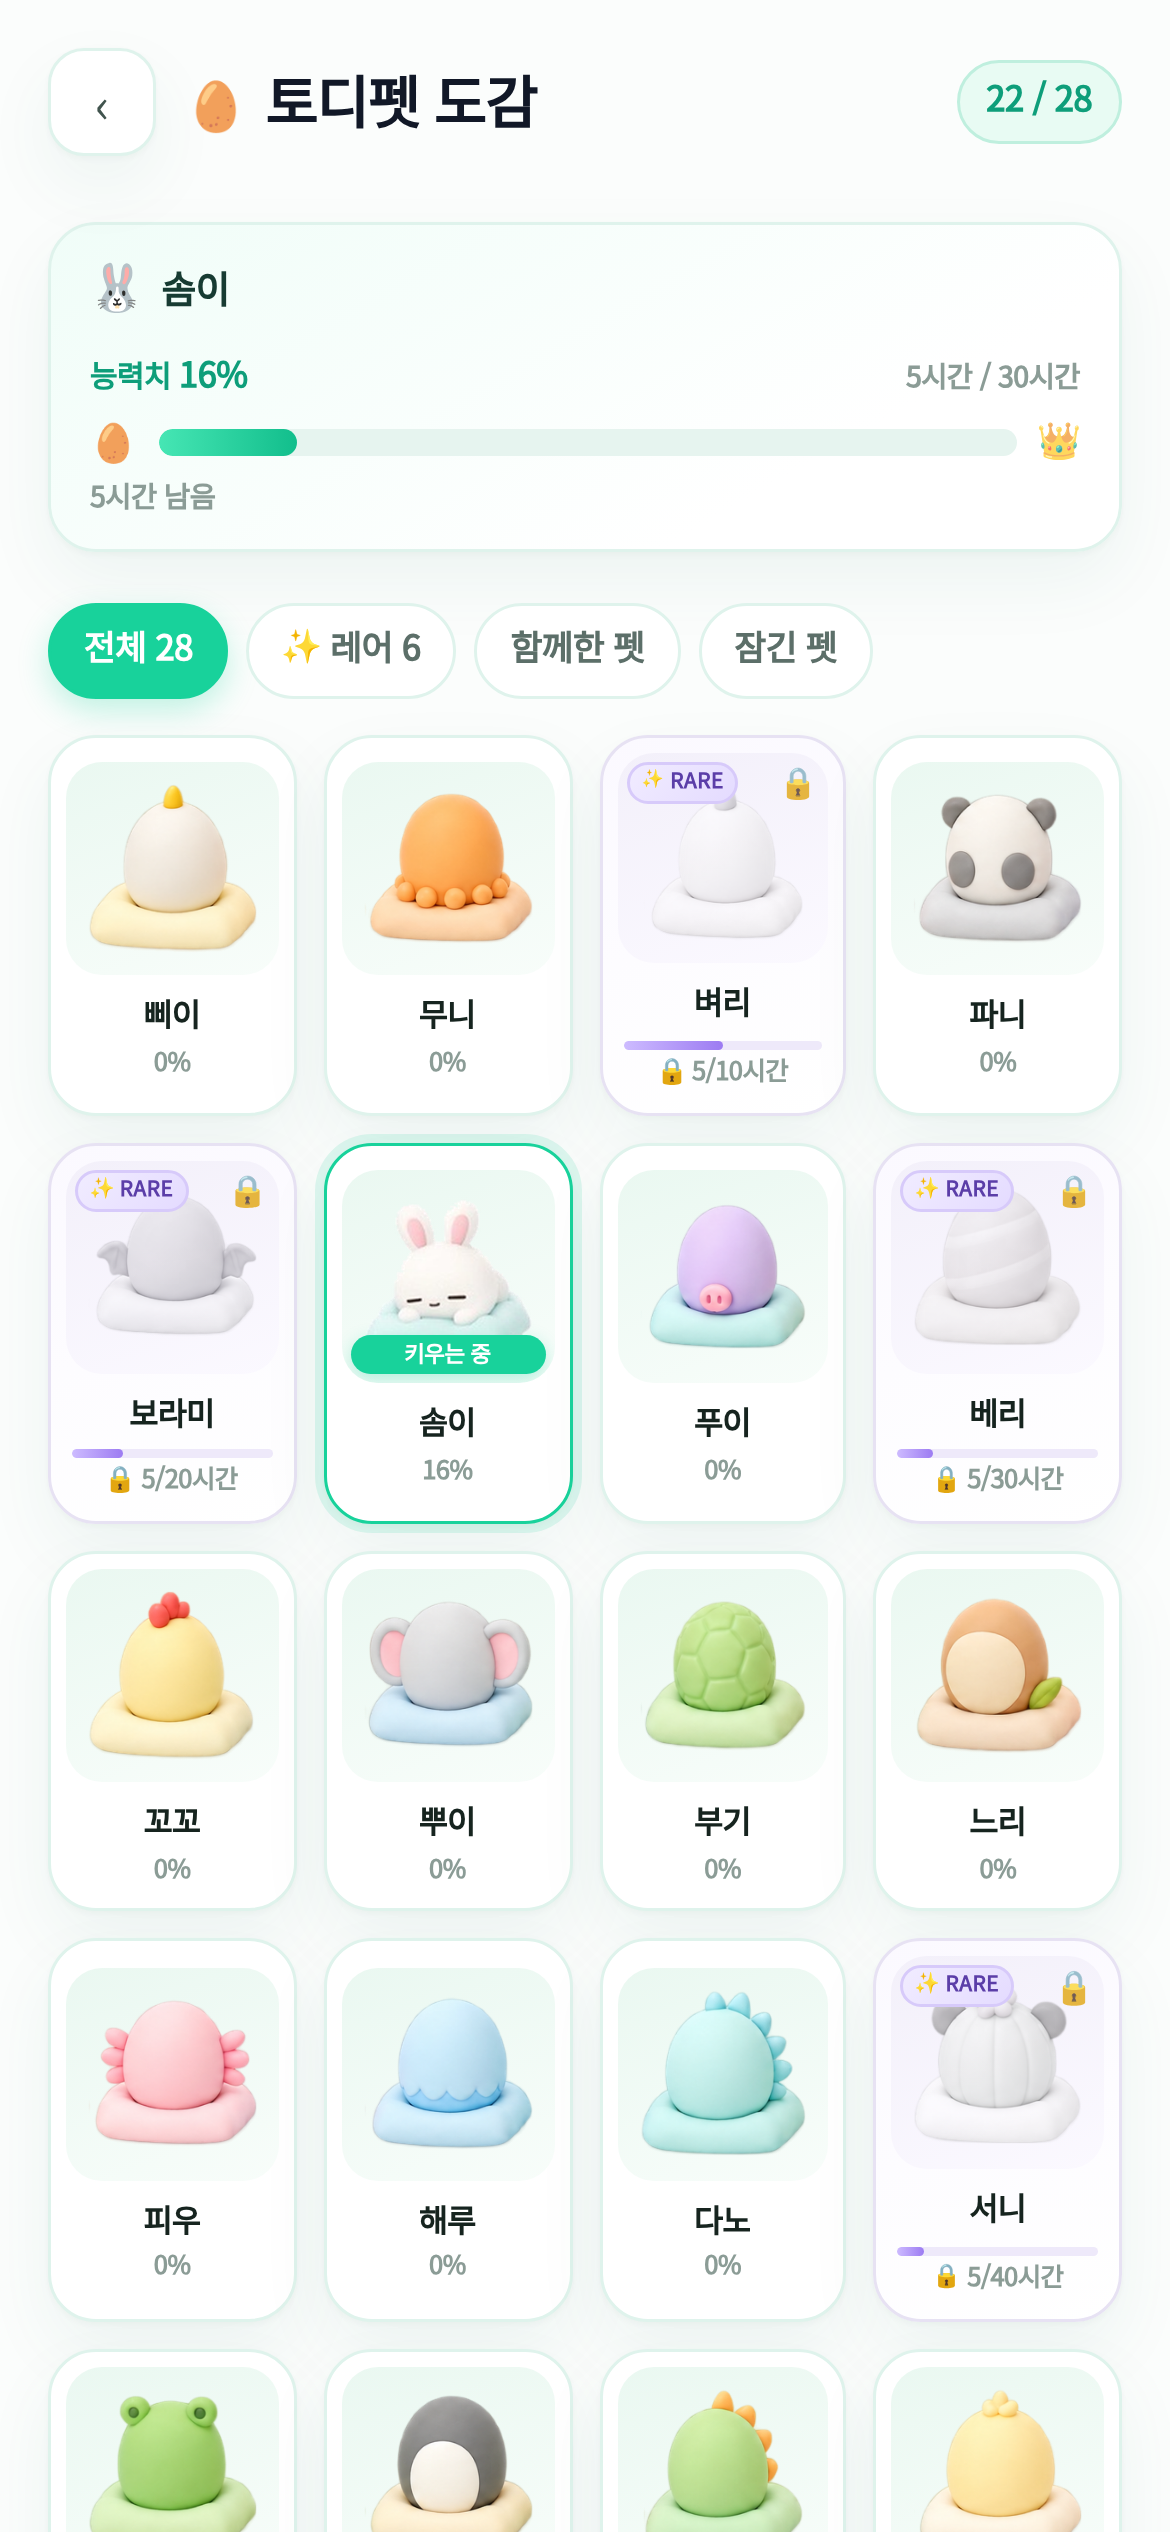 토디펫 도감
22 / 28
솜이
능력치 16%
5시간 / 30시간
5시간 남음
전체 28
레어 6
함께한 펫
잠긴 펫
삐이
0%
무니
0%
RARE
벼리
5/10시간
파니
0%
RARE
보라미
5/20시간
키우는 중
솜이
16%
푸이
0%
RARE
베리
5/30시간
꼬꼬
0%
뿌이
0%
부기
0%
느리
0%
피우
0%
해루
0%
다노
0%
RARE
서니
5/40시간